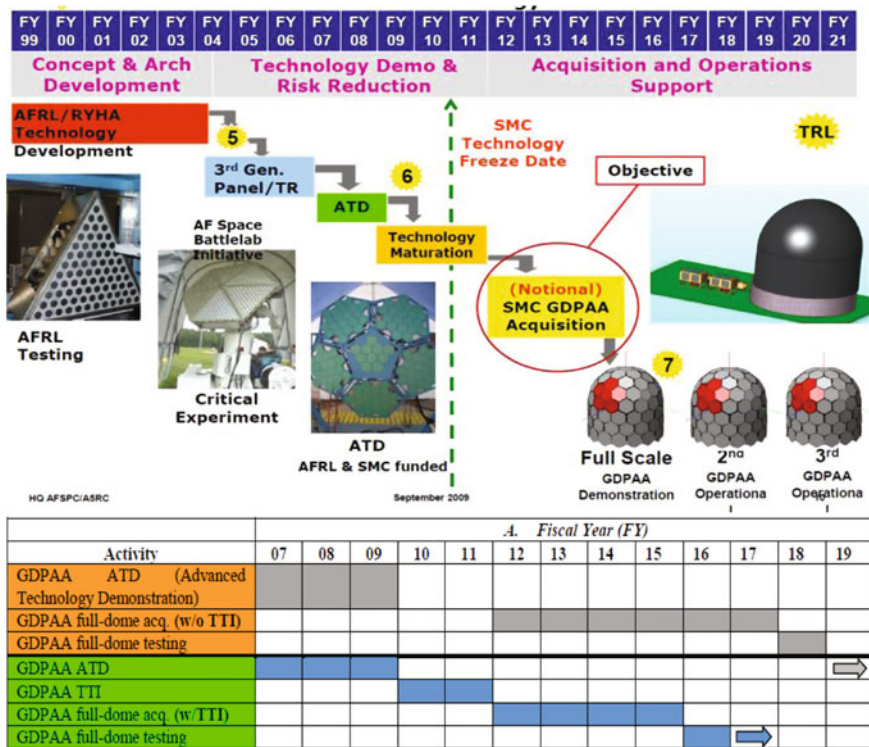 FY 99 FY 00 FY 01 FY 02 FY 03 FY 04 FY 05 FY 06 FY 07 FY 08 FY 09 FY 10 FY 11 FY 12 FY 13 FY 14 FY 15 FY 16 FY 17 FY 18 FY 19 FY 20 FY 21
Concept & Arch
Development
Technology Demo &
Risk Reduction
Acquisition and Operations
Support
AFRL/RYHA
Technology
Development
5
3rd Gen.
Panel/TR
ATD
6
Technology
Maturation
SMC
Technology
Freeze Date
TRL
Objective
(Notional)
SMC GDPAA
Acquisition
7
AFRL
Testing
AF Space
Battlelab
Initiative
Critical
Experiment
ATD
AFRL & SMC funded
Full Scale
GDPAA
Demonstration
2nd
GDPAA
Operationa
3rd
GDPAA
Operationa
HQ AFSPC/A5RC
September 2009
A. Fiscal Year (FY)
Activity 07 08 09 10 11 12 13 14 15 16 17 18 19
GDPAA ATD (Advanced
Technology Demonstration)
GDPAA full-dome acq. (w/o TTI)
GDPAA full-dome testing
GDPAA ATD
GDPAA TTI
GDPAA full-dome acq. (w/TTI)
GDPAA full-dome testing